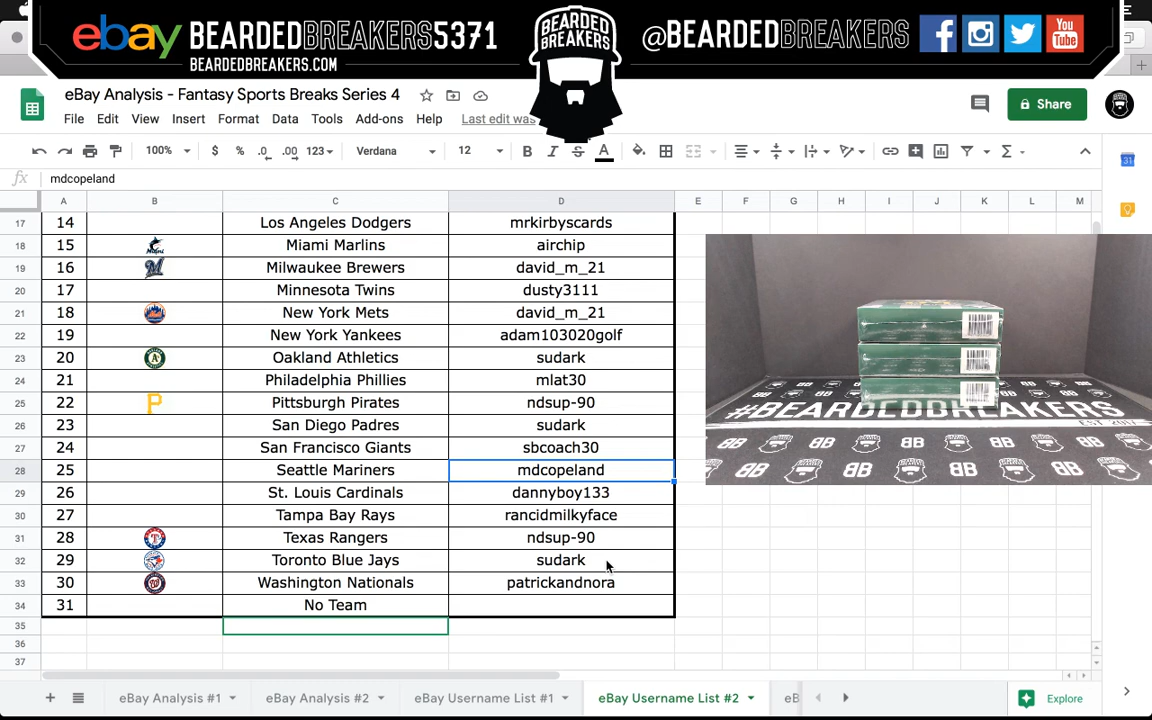 ebay BEARDEDBREAKERS5371
BEARDEDBREAKERS.COM
BEARDED
BREAKERS
@BEARDEDBREAKERS
You
Tube
eBay Analysis - Fantasy Sports Breaks Series 4
Share
File Edit View Insert Format Data Tools Add-ons Help Last edit was
100% $ % .0 .00 123 Verdana 12 B I S A
fx mdcopeland
A B C D E F G H I J K L M
17 14 Los Angeles Dodgers mrkirbyscards
18 15 Miami Marlins airchip
19 16 Milwaukee Brewers david_m_21
20 17 Minnesota Twins dusty3111
21 18 New York Mets david_m_21
22 19 New York Yankees adam103020golf
23 20 Oakland Athletics sudark
24 21 Philadelphia Phillies mlat30
25 22 P Pittsburgh Pirates ndsup-90
26 23 San Diego Padres sudark
27 24 San Francisco Giants sbcoach30
28 25 Seattle Mariners mdcopeland
29 26 St. Louis Cardinals dannyboy133
30 27 Tampa Bay Rays rancidmilkyface
31 28 Texas Rangers ndsup-90
32 29 Toronto Blue Jays sudark
33 30 Washington Nationals patrickandnora
34 31 No Team
35
36
37
#BEARDEDBREAKERS
EST. 2017
eBay Analysis #1 eBay Analysis #2 eBay Username List #1 eBay Username List #2 eB
Explore